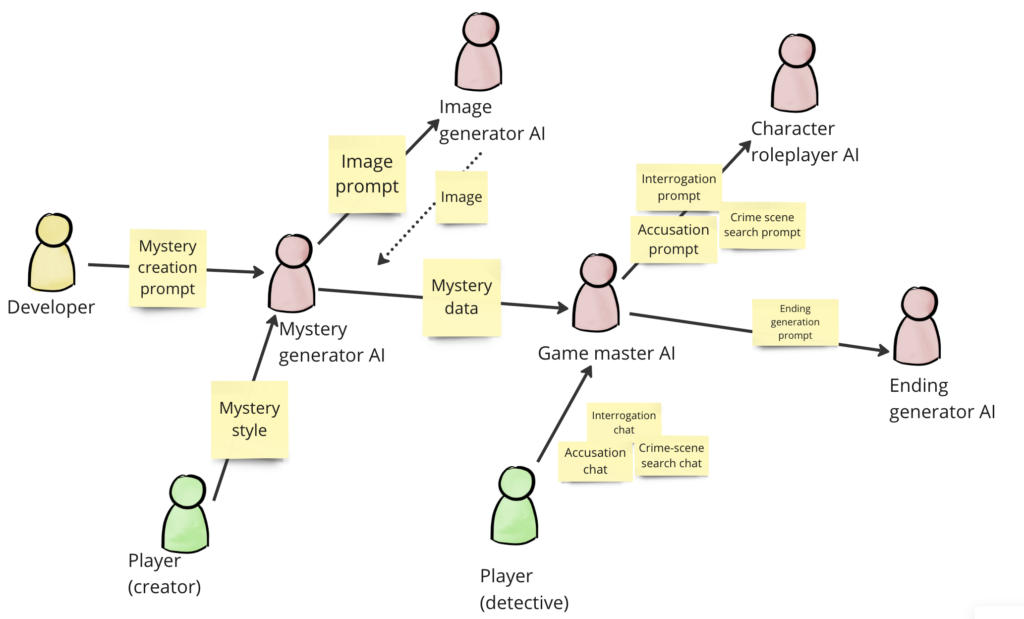 Image
generator AI
Character
roleplayer AI
Image
prompt
Image
Interrogation
prompt
Accusation
prompt
Crime scene
search prompt
Developer
Mystery
creation
prompt
Mystery
generator AI
Mystery
data
Game master AI
Ending
generation
prompt
Ending
generator AI
Mystery
style
Interrogation
chat
Accusation
chat
Crime-scene
search chat
Player
(creator)
Player
(detective)